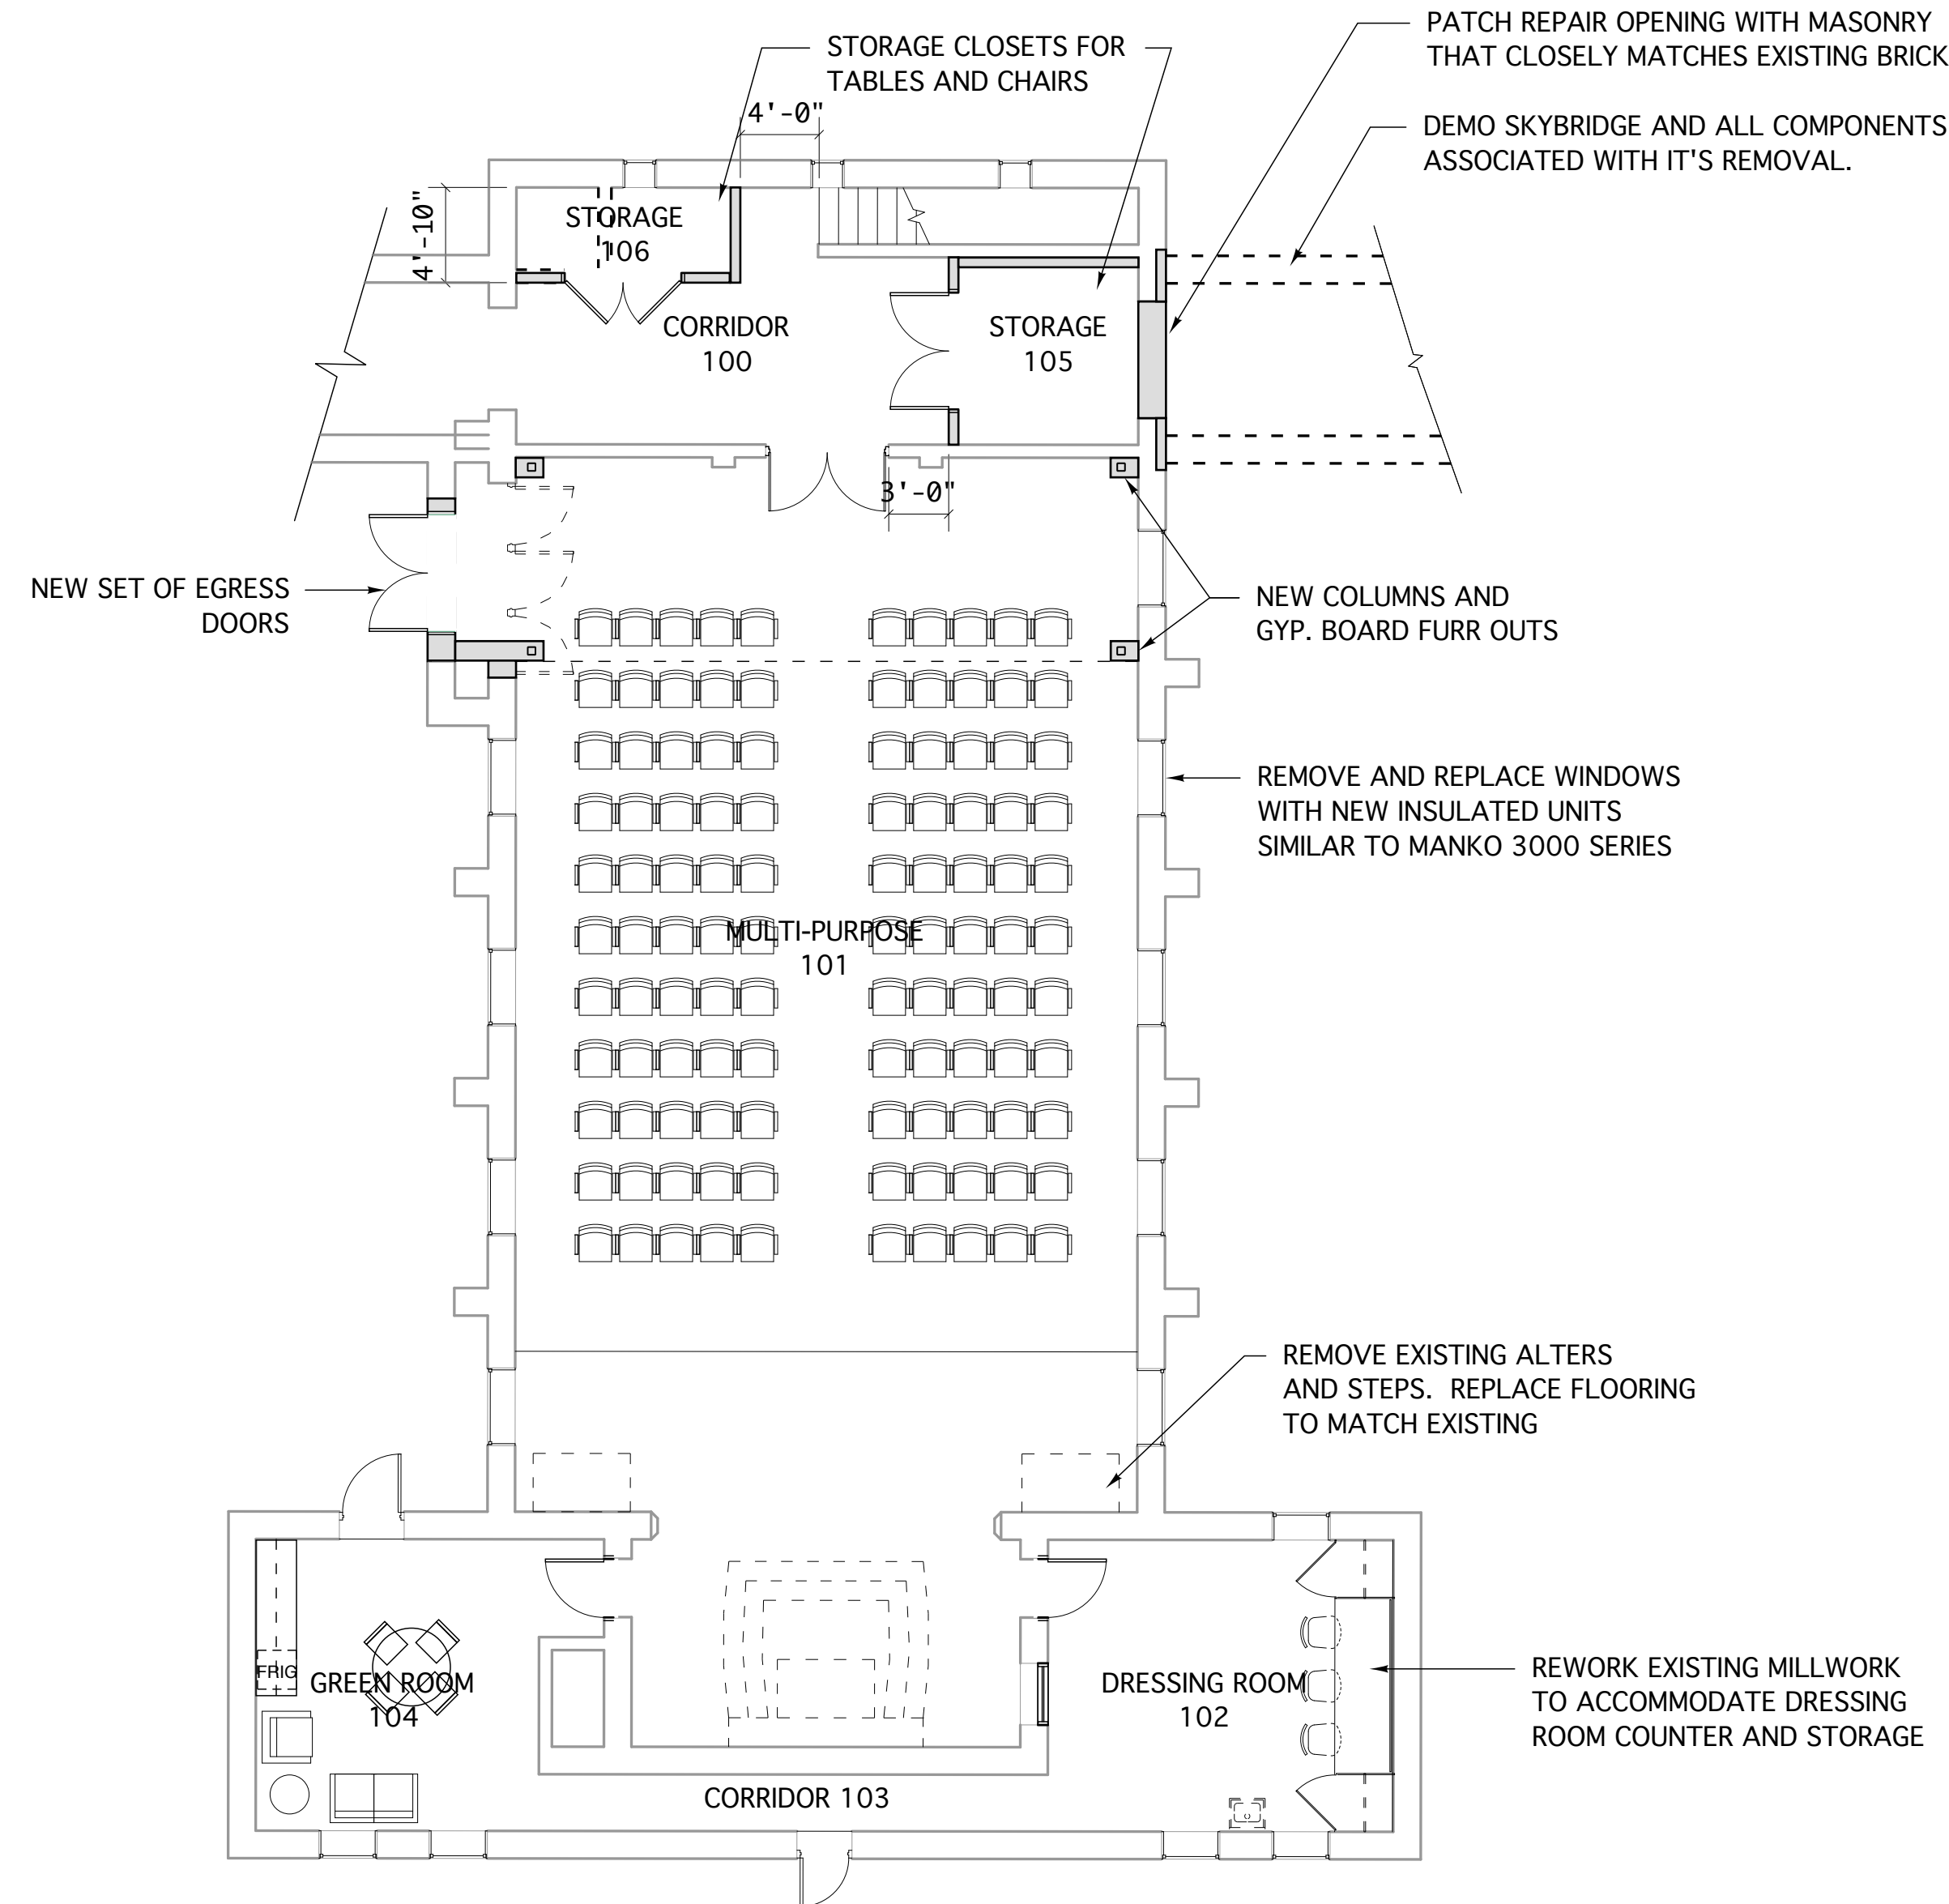 PATCH REPAIR OPENING WITH MASONRY
THAT CLOSELY MATCHES EXISTING BRICK
STORAGE CLOSETS FOR
TABLES AND CHAIRS
4'-0"
DEMO SKYBRIDGE AND ALL COMPONENTS
ASSOCIATED WITH IT'S REMOVAL.
4'-10"
STORAGE
106
CORRIDOR
100
STORAGE
105
3'-0"
NEW SET OF EGRESS
DOORS
NEW COLUMNS AND
GYP. BOARD FURR OUTS
REMOVE AND REPLACE WINDOWS
WITH NEW INSULATED UNITS
SIMILAR TO MANKO 3000 SERIES
MULTI-PURPOSE
101
REMOVE EXISTING ALTERS
AND STEPS. REPLACE FLOORING
TO MATCH EXISTING
FRIG
GREEN ROOM
104
DRESSING ROOM
102
REWORK EXISTING MILLWORK
TO ACCOMMODATE DRESSING
ROOM COUNTER AND STORAGE
CORRIDOR 103